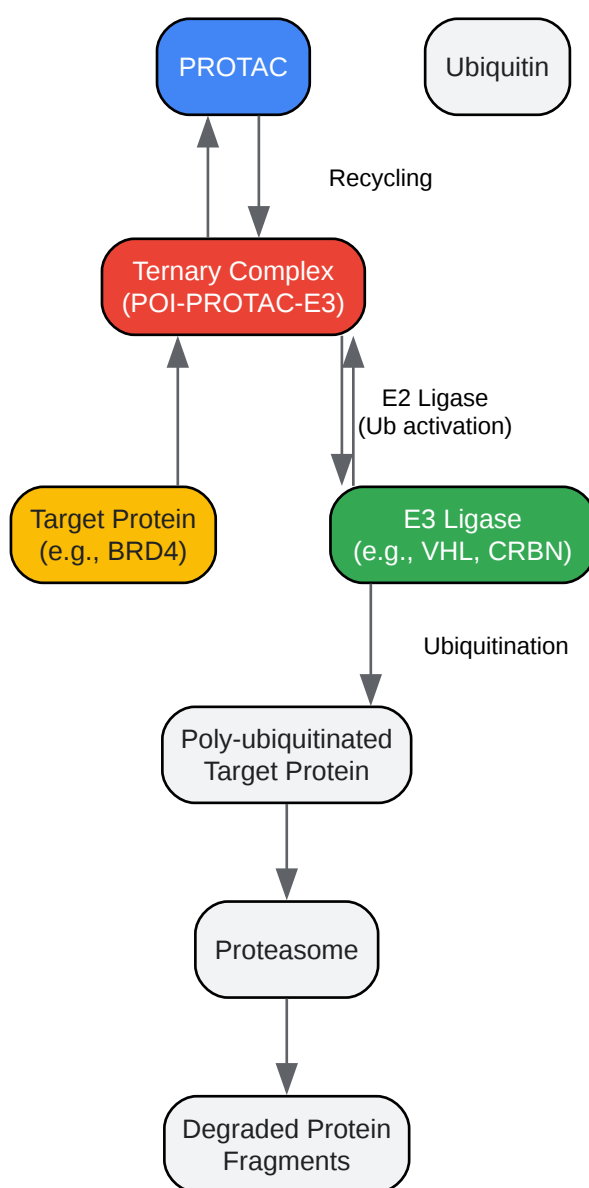 PROTAC
Ubiquitin
Recycling
Ternary Complex
(POI-PROTAC-E3)
E2 Ligase
(Ub activation)
Target Protein
(e.g., BRD4)
E3 Ligase
(e.g., VHL, CRBN)
Ubiquitination
Poly-ubiquitinated
Target Protein
Proteasome
Degraded Protein
Fragments